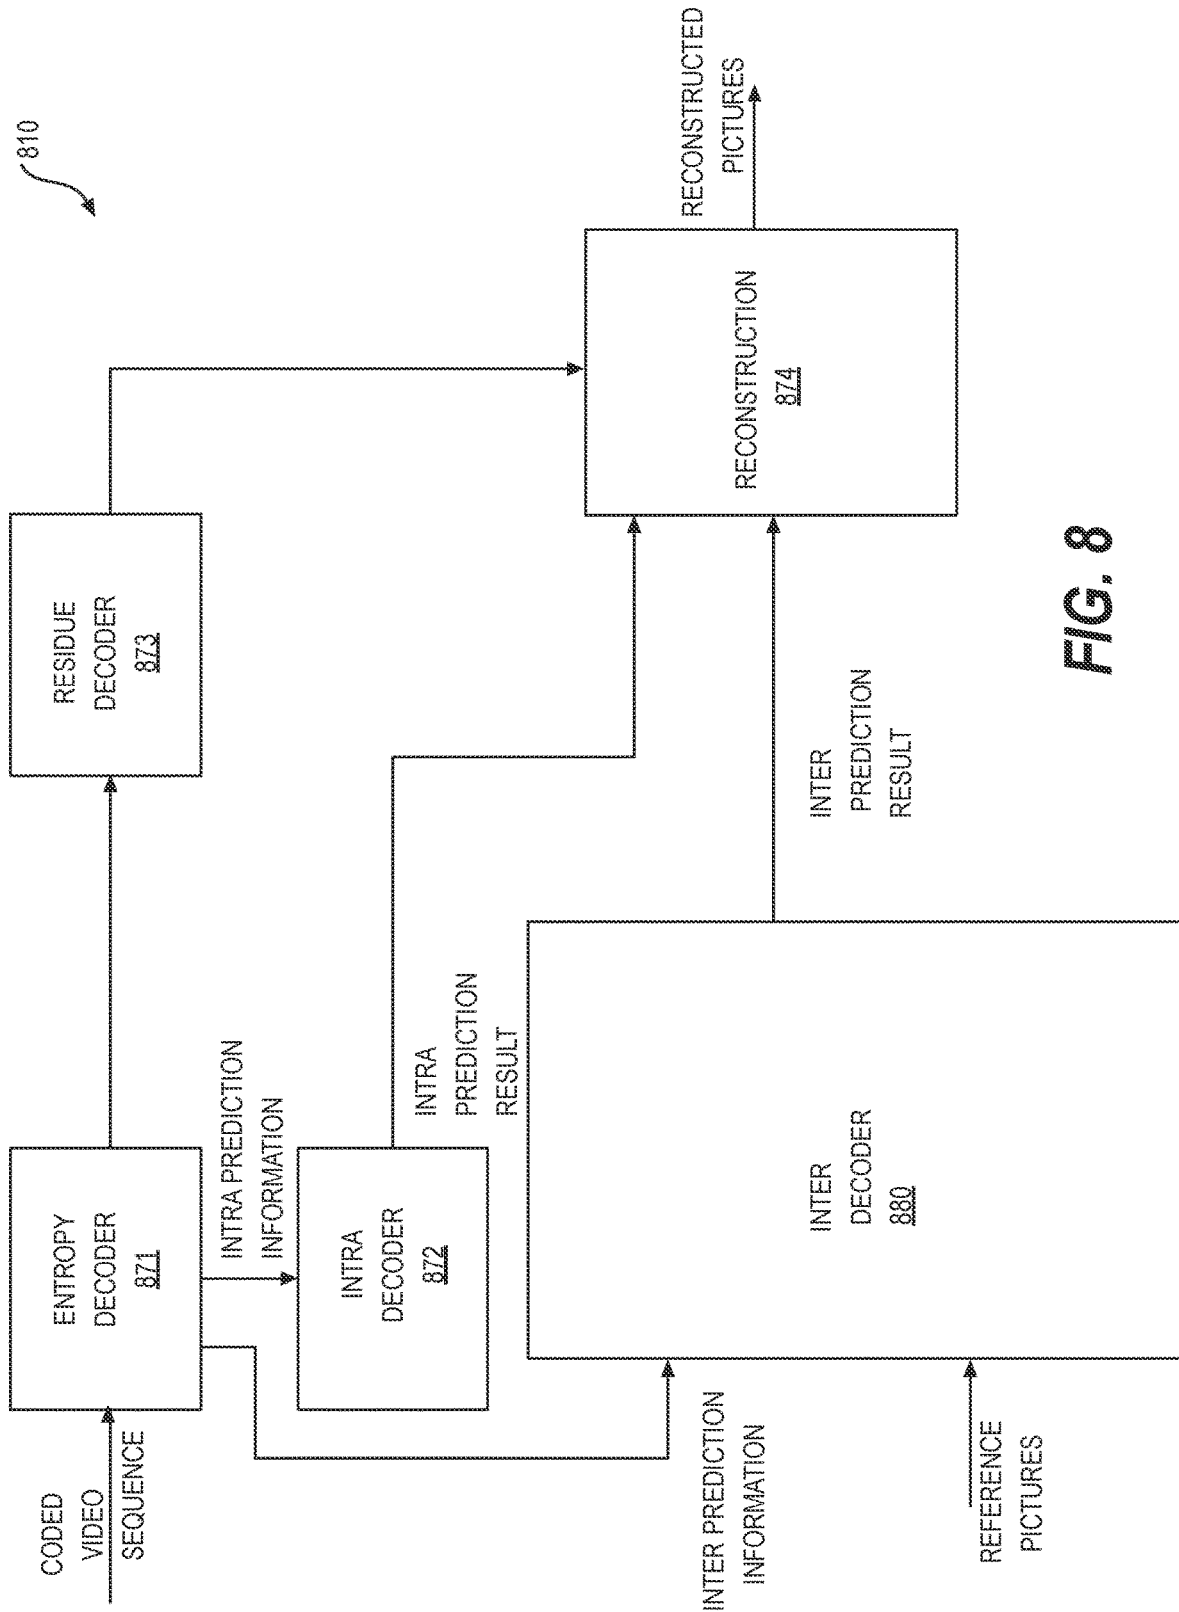 810
CODED
VIDEO
SEQUENCE
ENTROPY
DECODER
871
RESIDUE
DECODER
873
INTRA PREDICTION
INFORMATION
INTRA
DECODER
872
INTRA
PREDICTION
RESULT
RECONSTRUCTION
874
RECONSTRUCTED
PICTURES
INTER PREDICTION
INFORMATION
REFERENCE
PICTURES
INTER
DECODER
880
INTER
PREDICTION
RESULT
FIG. 8